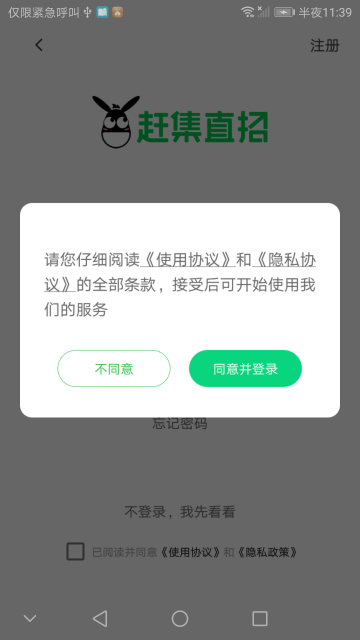 仅限紧急呼叫 半夜11:39
注册
赶集直招
请您仔细阅读《使用协议》和《隐私协
议》的全部条款，接受后可开始使用我
们的服务
不同意 同意并登录
忘记密码
不登录，我先看看
已阅读并同意《使用协议》和《隐私政策》